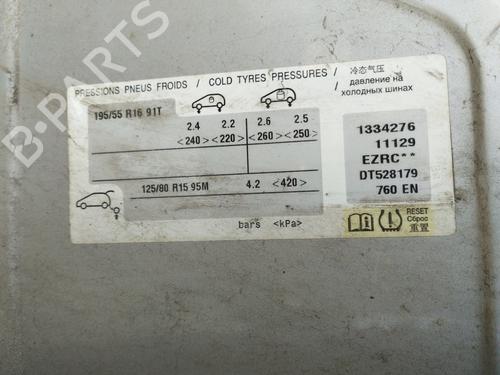 B-PARTS
PRESSIONS PNEUS FROIDS / COLD TYRES PRESSURES / 冷态气压 / давление на холодных шинах
195/55 R16 91T
2.4 2.2 2.6 2.5
<240> <220> <260> <250>
125/80 R15 95M 4.2 <420>
bars <kPa>
1334276
11129
EZRC**
DT528179
760 EN
RESET
Сброс
重置